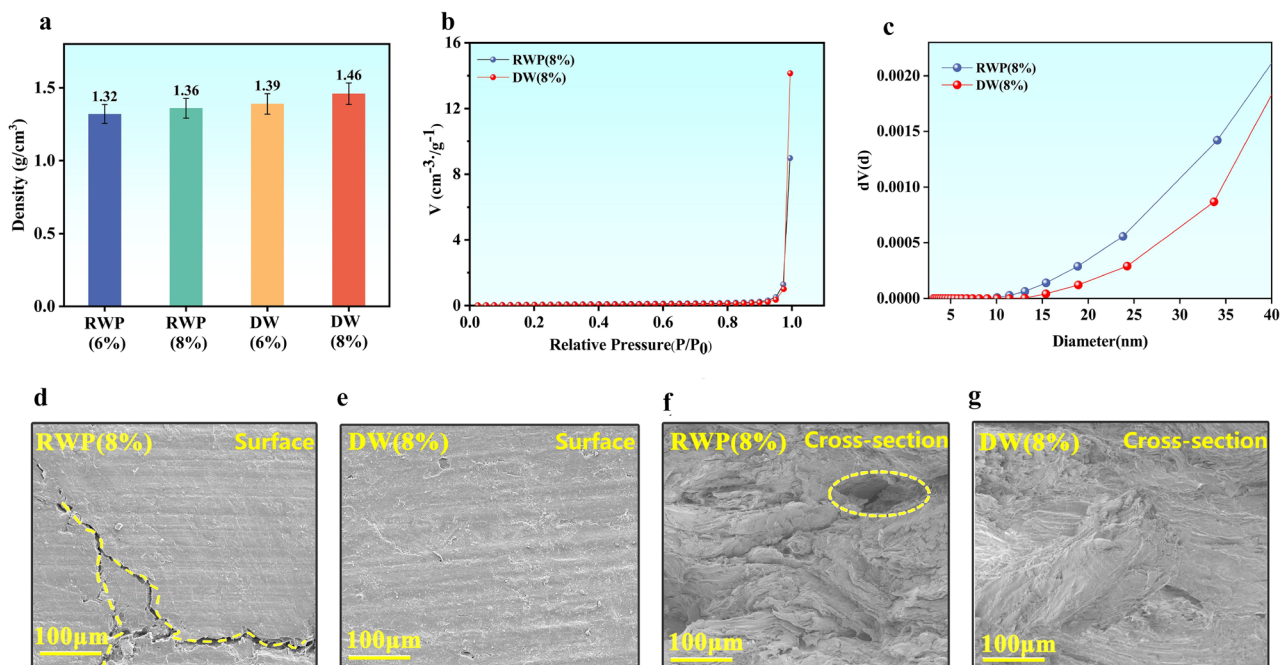 a
Density (g/cm³)
1.5
1.0
0.5
0.0
1.32
1.36
1.39
1.46
RWP
(6%)
RWP
(8%)
DW
(6%)
DW
(8%)
b
V (cm⁻³·/g⁻¹)
16
12
8
4
0
RWP(8%)
DW(8%)
0.0
0.2
0.4
0.6
0.8
1.0
Relative Pressure(P/P₀)
c
dV(d)
0.0020
0.0015
0.0010
0.0005
0.0000
RWP(8%)
DW(8%)
5
10
15
20
25
30
35
40
Diameter(nm)
d
RWP(8%) Surface
100μm
e
DW(8%) Surface
100μm
f
RWP(8%) Cross-section
100μm
g
DW(8%) Cross-section
100μm